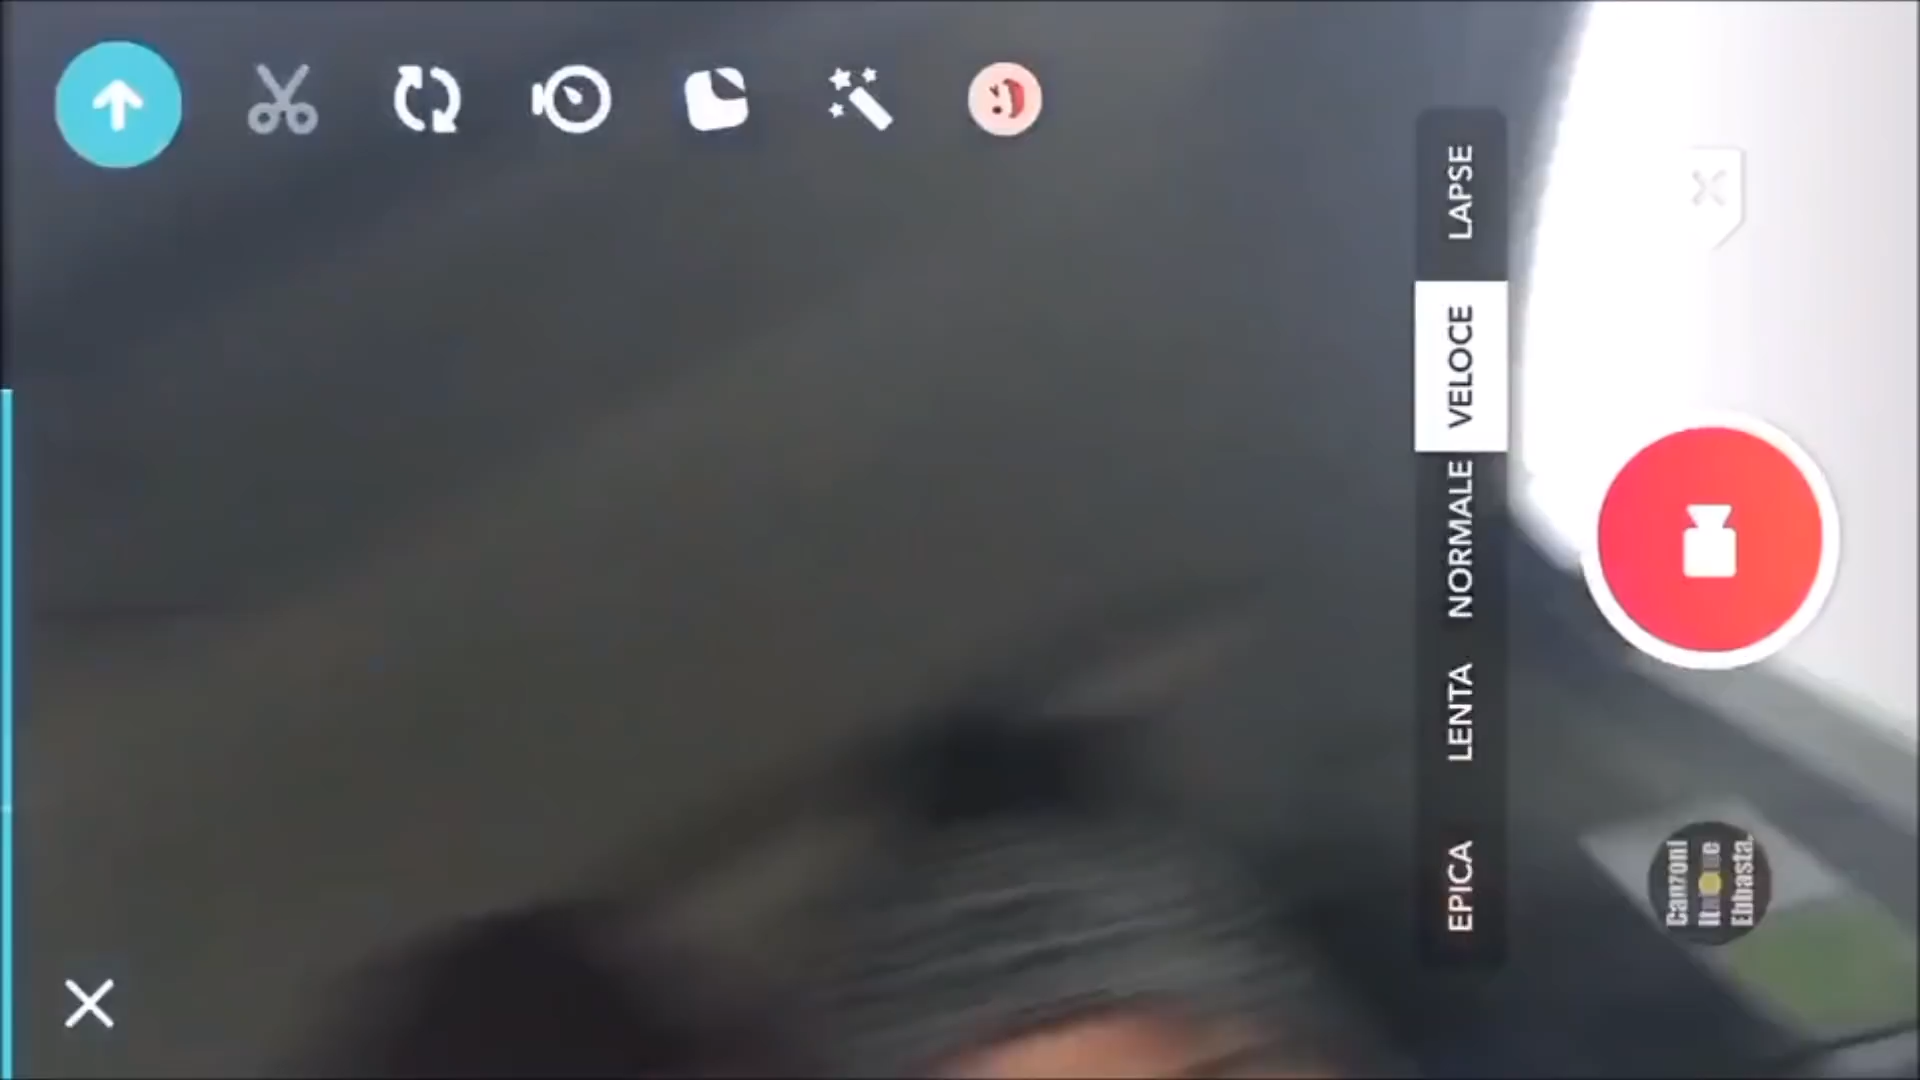 EPICA
LENTA
NORMALE
VELOCE
LAPSE
Canzoni
Ebbasta.